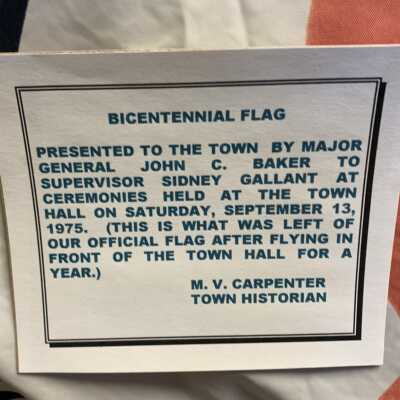 BICENTENNIAL FLAG
PRESENTED TO THE TOWN BY MAJOR
GENERAL JOHN C. BAKER TO
SUPERVISOR SIDNEY GALLANT AT
CEREMONIES HELD AT THE TOWN
HALL ON SATURDAY, SEPTEMBER 13,
1975. (THIS IS WHAT WAS LEFT OF
OUR OFFICIAL FLAG AFTER FLYING IN
FRONT OF THE TOWN HALL FOR A
YEAR.)
M. V. CARPENTER
TOWN HISTORIAN